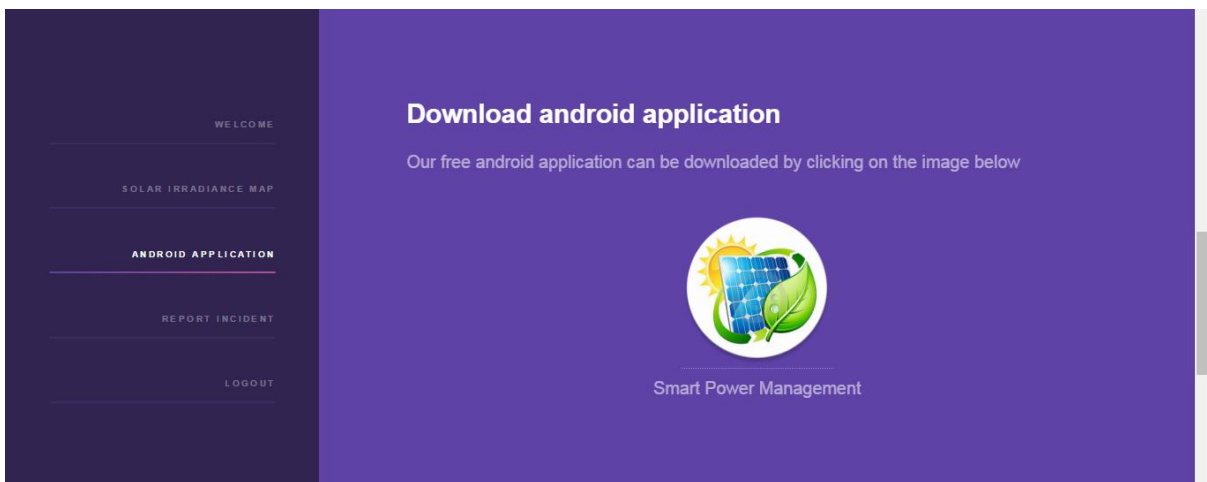 WELCOME
SOLAR IRRADIANCE MAP
ANDROID APPLICATION
REPORT INCIDENT
LOGOUT
Download android application
Our free android application can be downloaded by clicking on the image below
Smart Power Management